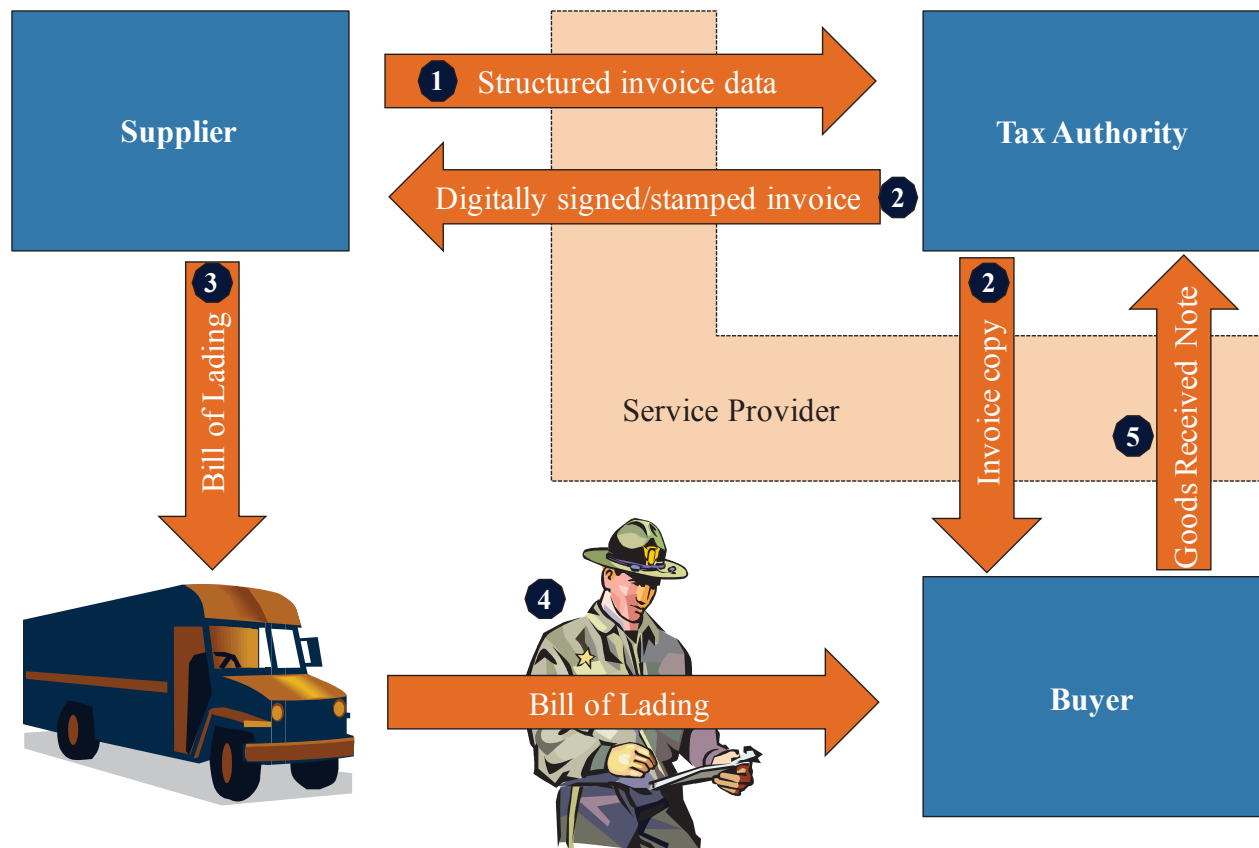 Supplier
1
Structured invoice data
Tax Authority
Digitally signed/stamped invoice
2
3
Bill of Lading
2
Invoice copy
Service Provider
5
Goods Received Note
4
Bill of Lading
Buyer